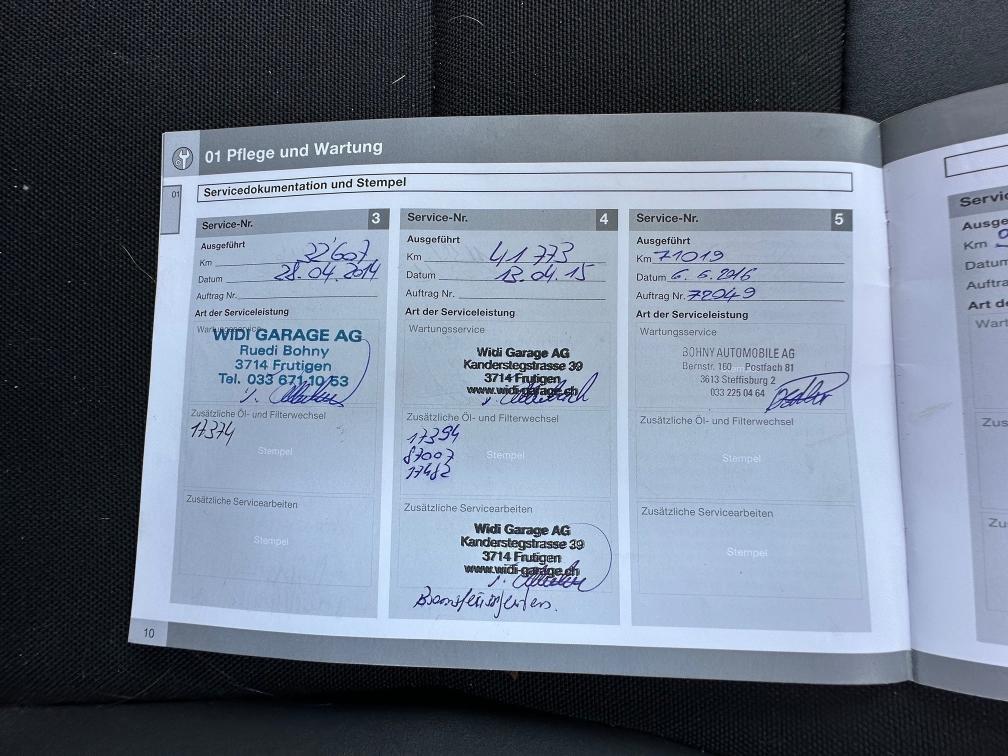 01 Pflege und Wartung
01
Servicedokumentation und Stempel
Service-Nr. 3
Ausgeführt
Km 32'607
Datum 28.04.2014
Auftrag Nr.
Art der Serviceleistung
Wartungsservice
WIDI GARAGE AG
Ruedi Bohny
3714 Frutigen
Tel. 033 671 10 53
Zusätzliche Öl- und Filterwechsel
17374
Stempel
Zusätzliche Servicearbeiten
Stempel
Service-Nr. 4
Ausgeführt
Km 41773
Datum 13.04.15
Auftrag Nr.
Art der Serviceleistung
Wartungsservice
Widi Garage AG
Kanderstegstrasse 39
3714 Frutigen
www.widi-garage.ch
Zusätzliche Öl- und Filterwechsel
17394
87007
17482
Stempel
Zusätzliche Servicearbeiten
Widi Garage AG
Kanderstegstrasse 39
3714 Frutigen
www.widi-garage.ch
Service-Nr. 5
Ausgeführt
Km 71019
Datum 6.6.2016
Auftrag Nr. 72049
Art der Serviceleistung
Wartungsservice
BOHNY AUTOMOBILE AG
Bernstr. 160 Postfach 81
3613 Steffisburg 2
033 225 04 64
Zusätzliche Öl- und Filterwechsel
Stempel
Zusätzliche Servicearbeiten
Stempel
10
Servi
Ausge
Km
Datum
Auftra
Art de
Wart
Zus
Zu